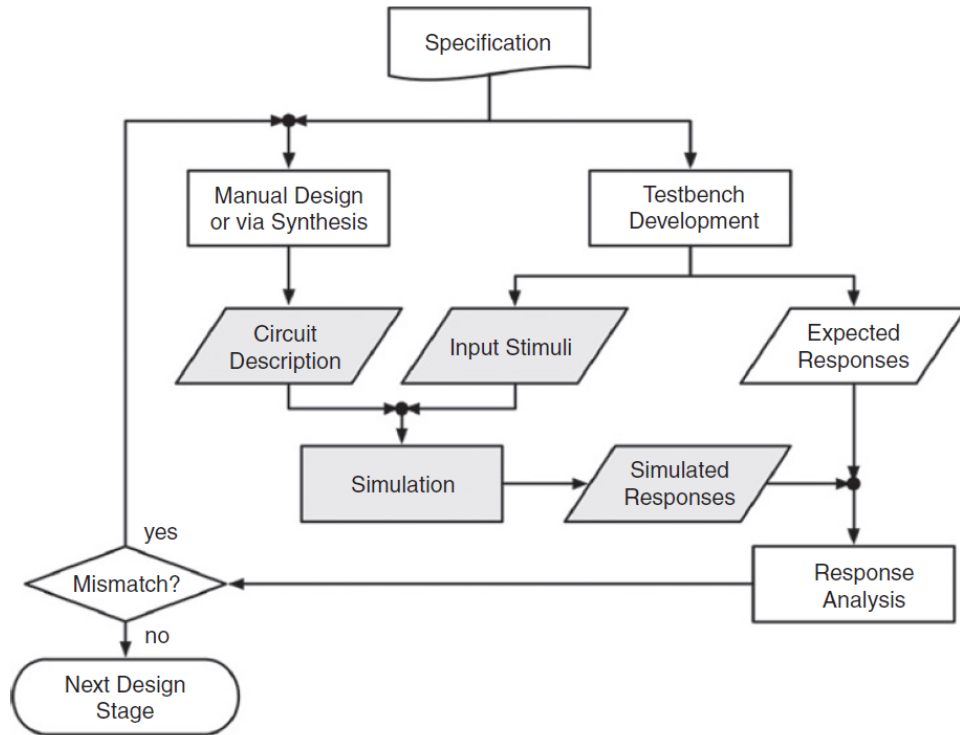 Specification
Manual Design
or via Synthesis
Testbench
Development
Circuit
Description
Input Stimuli
Expected
Responses
Simulation
Simulated
Responses
yes
Mismatch?
Response
Analysis
no
Next Design
Stage